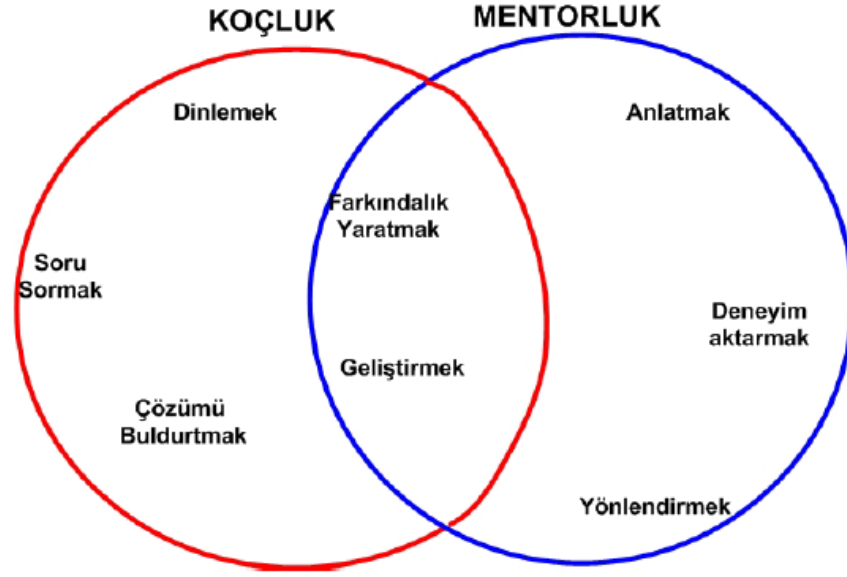 KOÇLUK
MENTORLUK
Dinlemek
Anlatmak
Farkındalık
Yaratmak
Soru
Sormak
Deneyim
aktarmak
Geliştirmek
Çözümü
Buldurtmak
Yönlendirmek